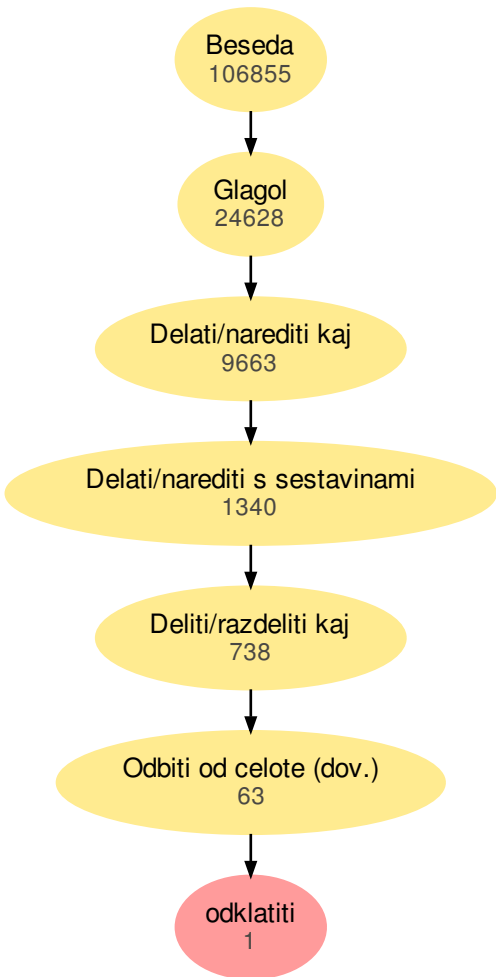 Beseda
106855
Glagol
24628
Delati/narediti kaj
9663
Delati/narediti s sestavinami
1340
Deliti/razdeliti kaj
738
Odbiti od celote (dov.)
63
odklatiti
1